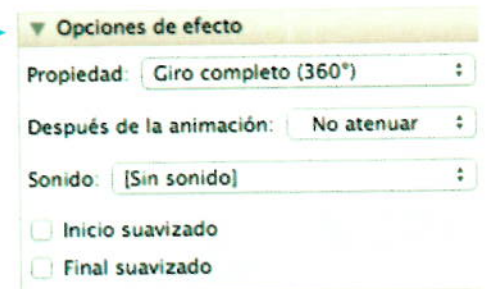 Opciones de efecto
Propiedad: Giro completo (360°)
Después de la animación: No atenuar
Sonido: [Sin sonido]
Inicio suavizado
Final suavizado